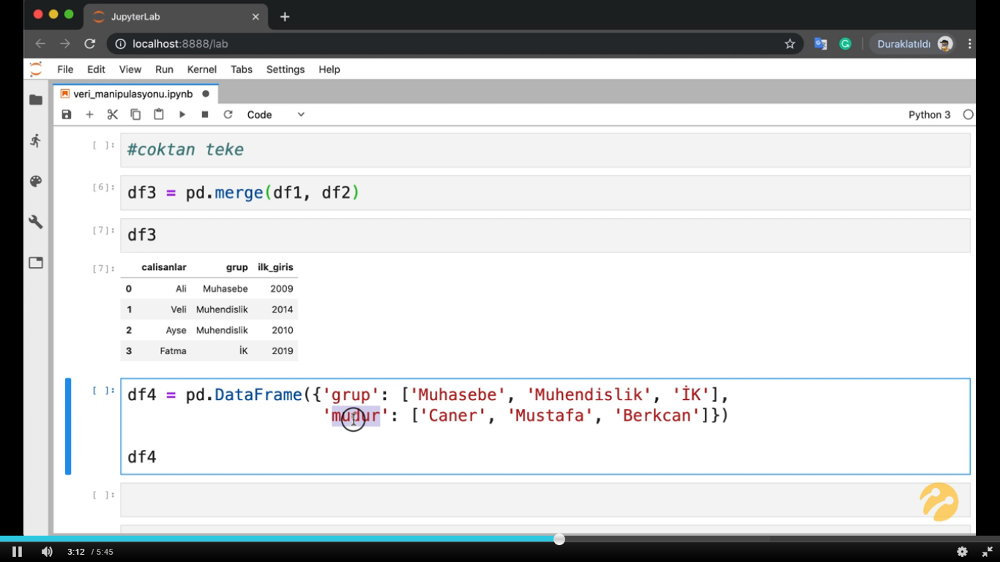 JupyterLab
localhost:8888/lab
Duraklatıldı
File Edit View Run Kernel Tabs Settings Help
veri_manipulasyonu.ipynb
Code
Python 3
[ ]: #coktan teke
[6]: df3 = pd.merge(df1, df2)
[7]: df3
[7]: calisanlar grup ilk_giris
0 Ali Muhasebe 2009
1 Veli Muhendislik 2014
2 Ayse Muhendislik 2010
3 Fatma İK 2019
[ ]: df4 = pd.DataFrame({'grup': ['Muhasebe', 'Muhendislik', 'İK'],
'mudur': ['Caner', 'Mustafa', 'Berkcan']})
df4
[ ]:
3:12 / 5:45